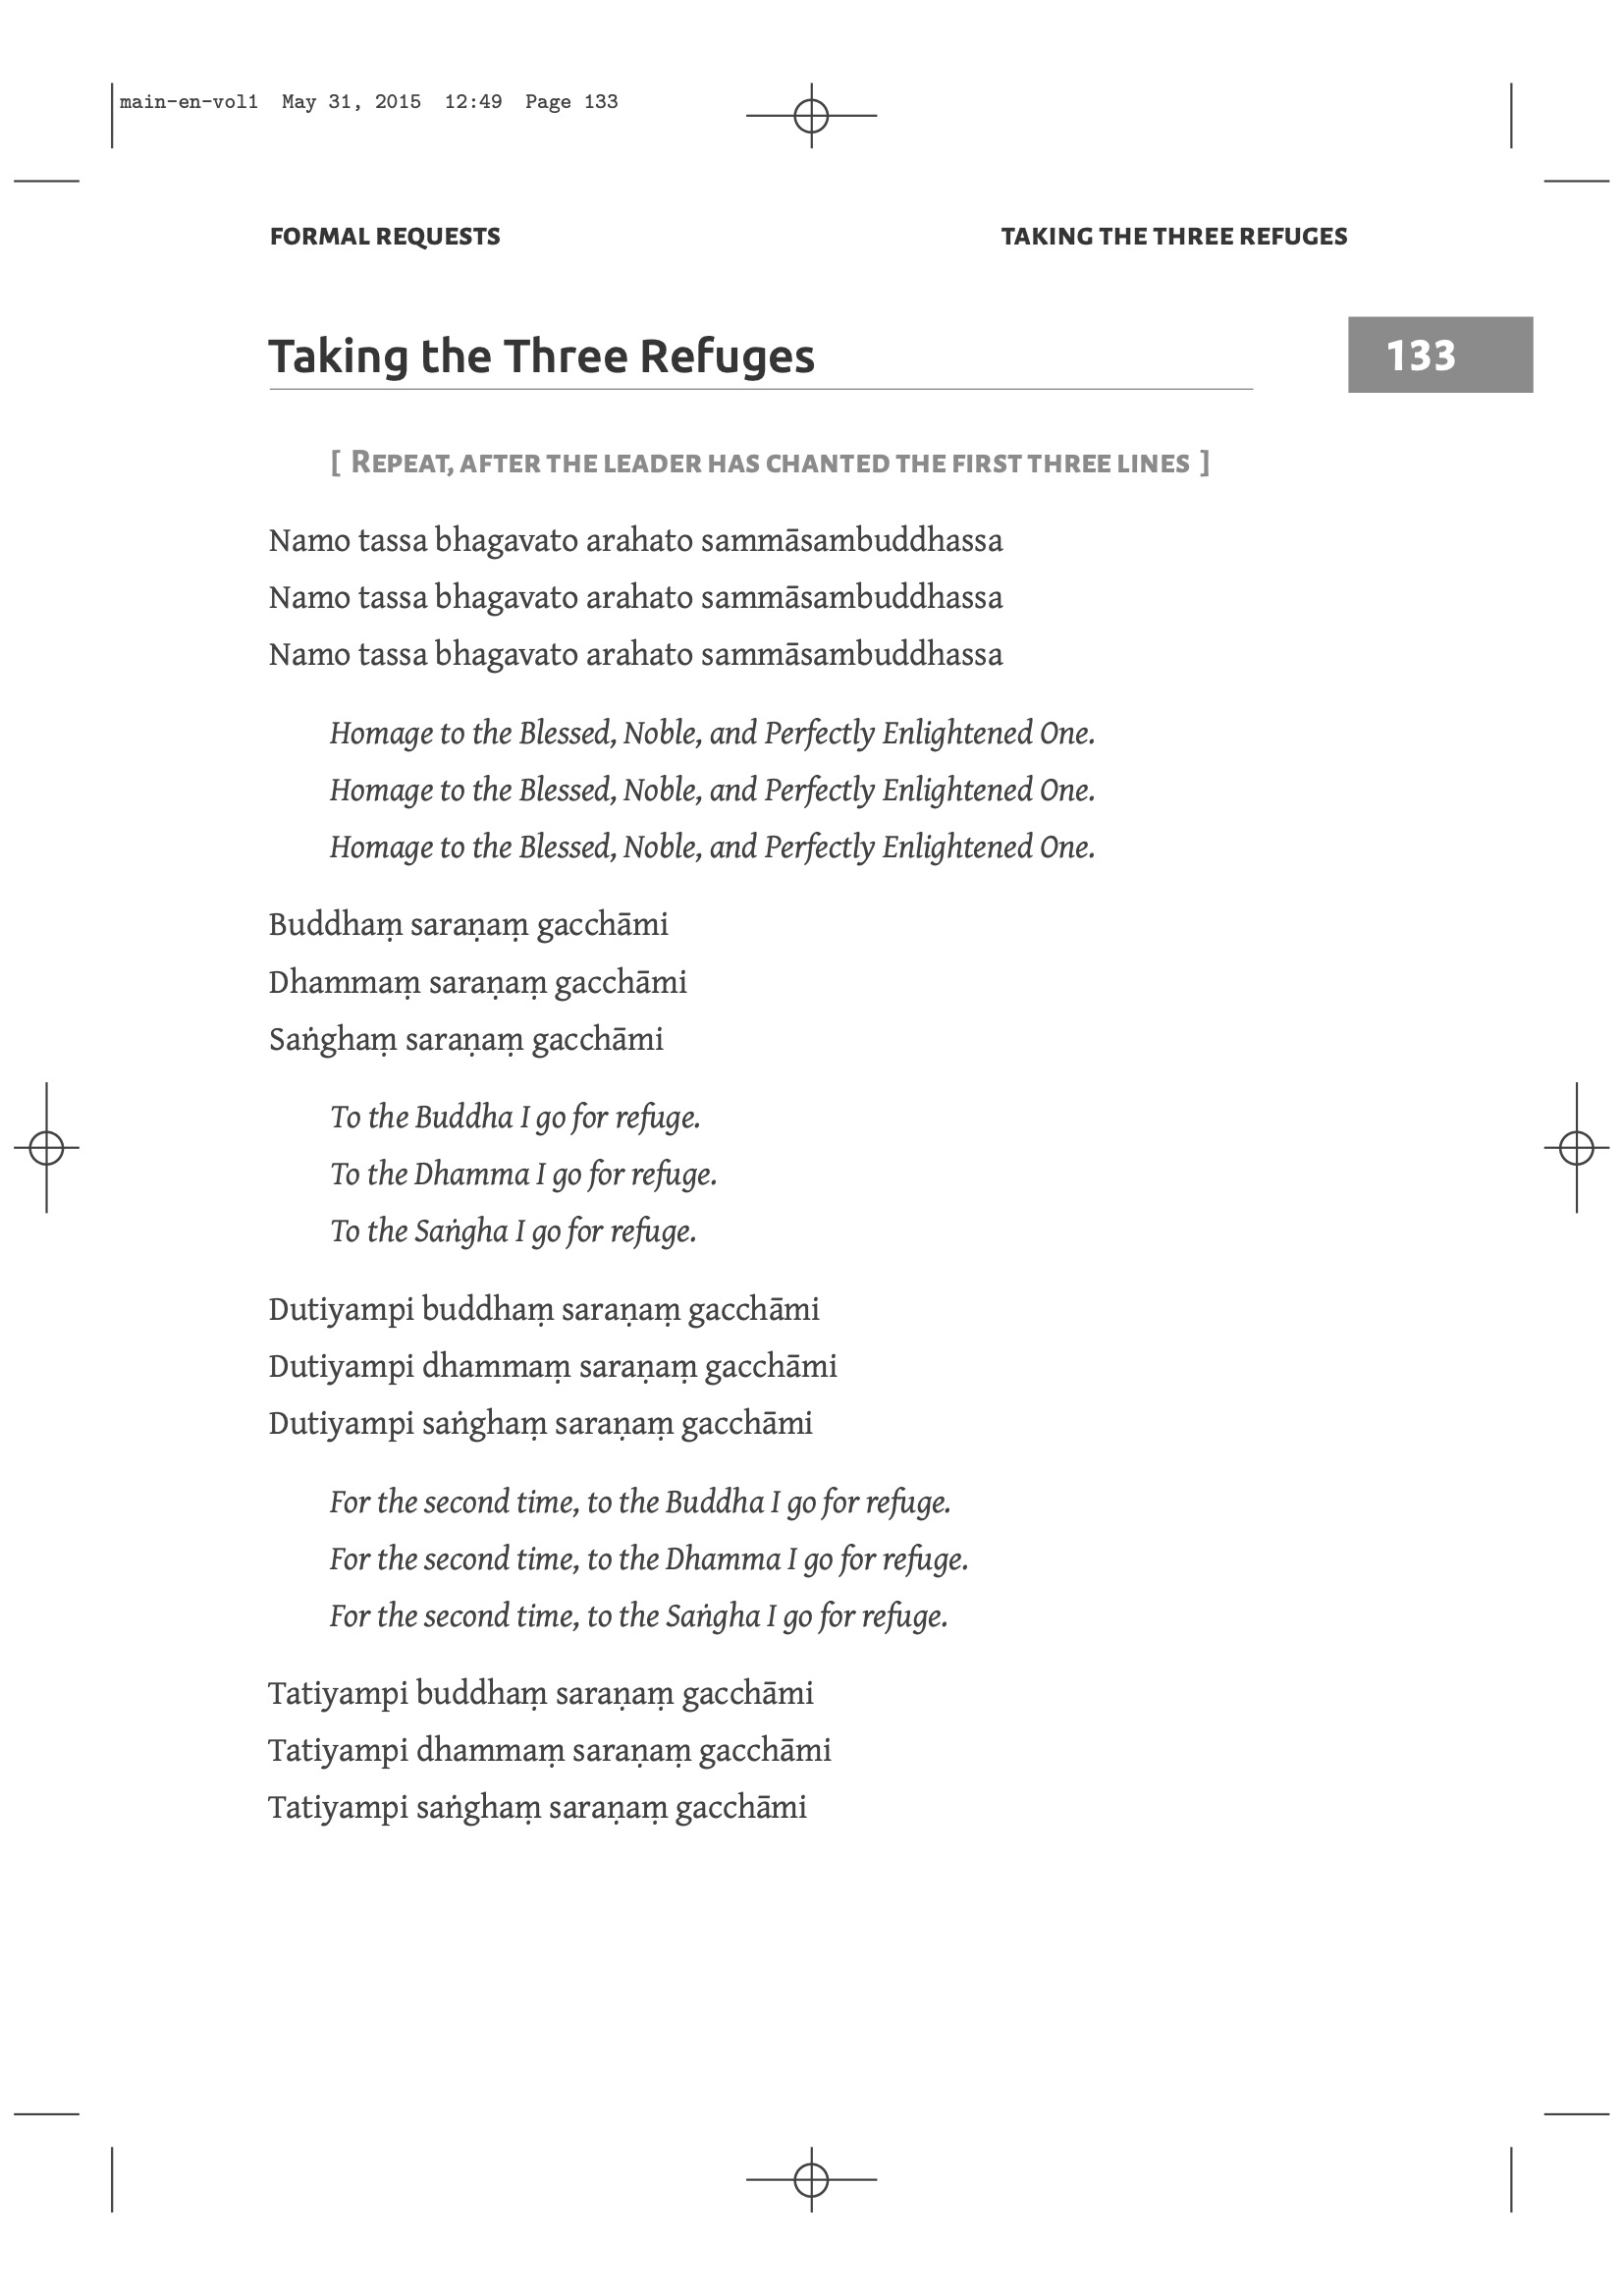 main-en-vol1 May 31, 2015 12:49 Page 133
FORMAL REQUESTS TAKING THE THREE REFUGES
Taking the Three Refuges 133
[ REPEAT, AFTER THE LEADER HAS CHANTED THE FIRST THREE LINES ]
Namo tassa bhagavato arahato sammāsambuddhassa
Namo tassa bhagavato arahato sammāsambuddhassa
Namo tassa bhagavato arahato sammāsambuddhassa
Homage to the Blessed, Noble, and Perfectly Enlightened One.
Homage to the Blessed, Noble, and Perfectly Enlightened One.
Homage to the Blessed, Noble, and Perfectly Enlightened One.
Buddhaṃ saraṇaṃ gacchāmi
Dhammaṃ saraṇaṃ gacchāmi
Saṅghaṃ saraṇaṃ gacchāmi
To the Buddha I go for refuge.
To the Dhamma I go for refuge.
To the Saṅgha I go for refuge.
Dutiyampi buddhaṃ saraṇaṃ gacchāmi
Dutiyampi dhammaṃ saraṇaṃ gacchāmi
Dutiyampi saṅghaṃ saraṇaṃ gacchāmi
For the second time, to the Buddha I go for refuge.
For the second time, to the Dhamma I go for refuge.
For the second time, to the Saṅgha I go for refuge.
Tatiyampi buddhaṃ saraṇaṃ gacchāmi
Tatiyampi dhammaṃ saraṇaṃ gacchāmi
Tatiyampi saṅghaṃ saraṇaṃ gacchāmi